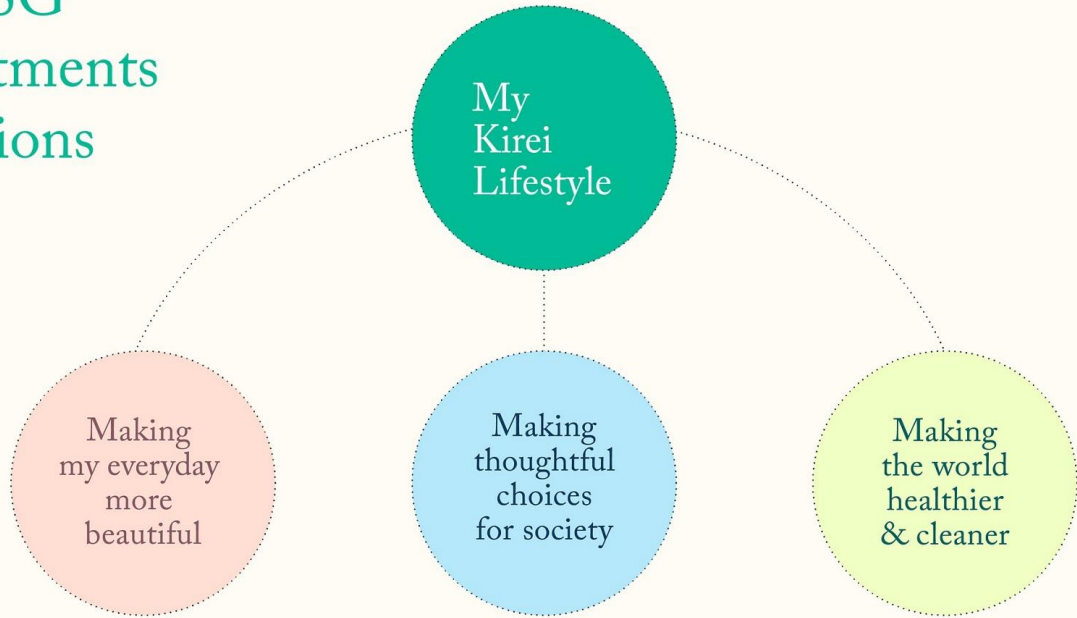 tments
ions
My
Kirei
Lifestyle
Making
my everyday
more
beautiful
Making
thoughtful
choices
for society
Making
the world
healthier
& cleaner